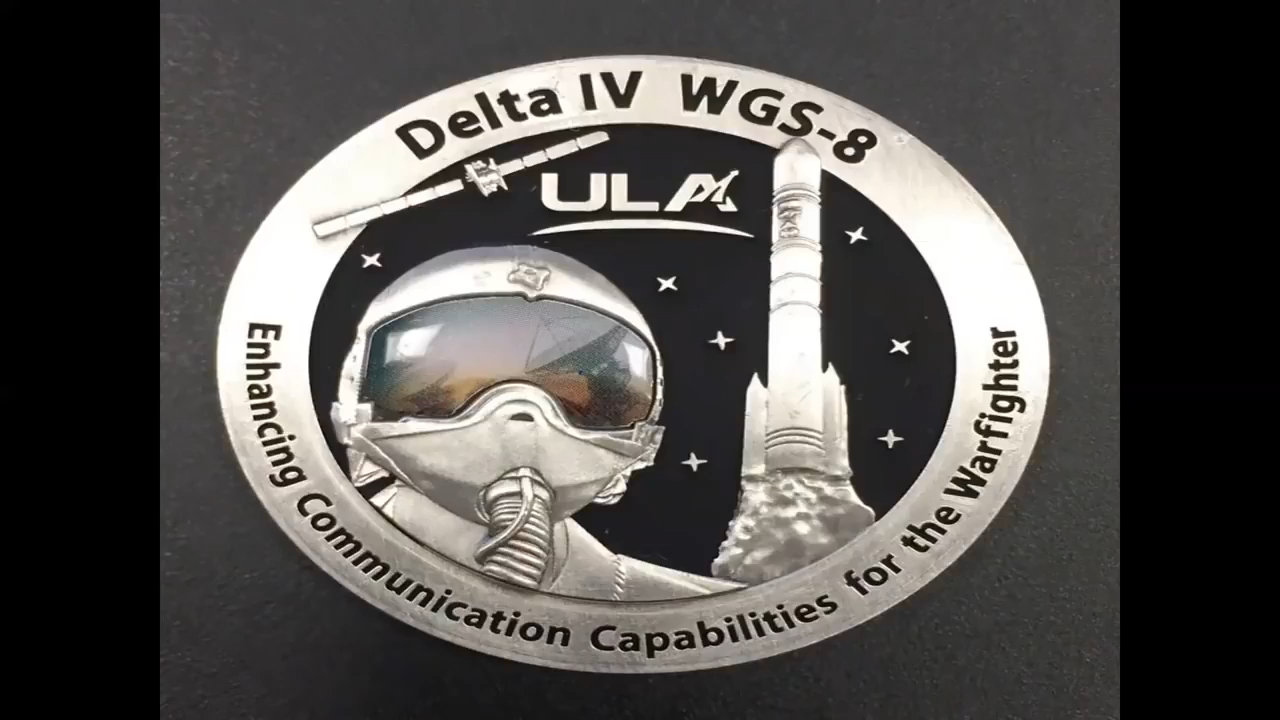 Delta IV WGS-8
ULA
Enhancing Communication Capabilities for the Warfighter